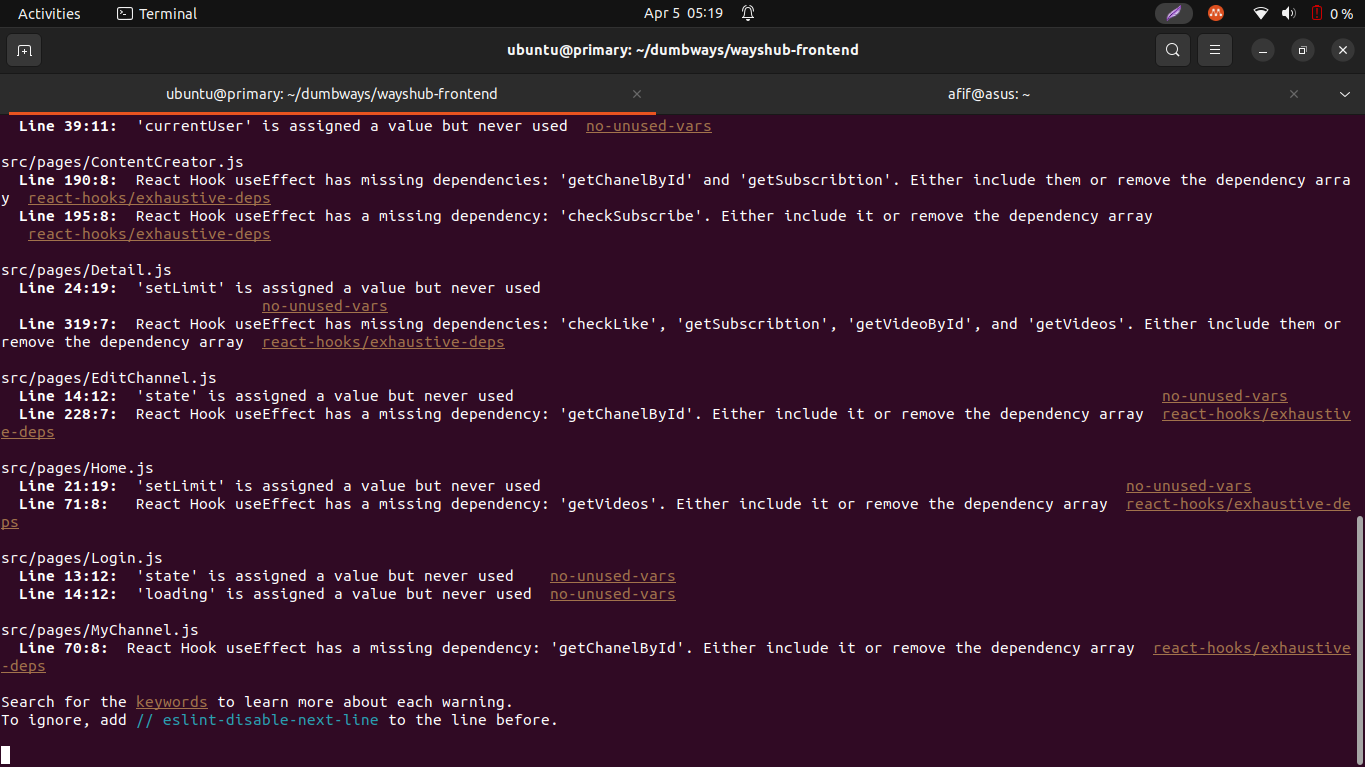 Activities Terminal Apr 5 05:19 0 %
ubuntu@primary: ~/dumbways/wayshub-frontend
ubuntu@primary: ~/dumbways/wayshub-frontend afif@asus: ~
Line 39:11: 'currentUser' is assigned a value but never used no-unused-vars
src/pages/ContentCreator.js
Line 190:8: React Hook useEffect has missing dependencies: 'getChanelById' and 'getSubscribtion'. Either include them or remove the dependency arra
y react-hooks/exhaustive-deps
Line 195:8: React Hook useEffect has a missing dependency: 'checkSubscribe'. Either include it or remove the dependency array
react-hooks/exhaustive-deps
src/pages/Detail.js
Line 24:19: 'setLimit' is assigned a value but never used
no-unused-vars
Line 319:7: React Hook useEffect has missing dependencies: 'checkLike', 'getSubscribtion', 'getVideoById', and 'getVideos'. Either include them or
remove the dependency array react-hooks/exhaustive-deps
src/pages/EditChannel.js
Line 14:12: 'state' is assigned a value but never used no-unused-vars
Line 228:7: React Hook useEffect has a missing dependency: 'getChanelById'. Either include it or remove the dependency array react-hooks/exhaustiv
e-deps
src/pages/Home.js
Line 21:19: 'setLimit' is assigned a value but never used no-unused-vars
Line 71:8: React Hook useEffect has a missing dependency: 'getVideos'. Either include it or remove the dependency array react-hooks/exhaustive-de
ps
src/pages/Login.js
Line 13:12: 'state' is assigned a value but never used no-unused-vars
Line 14:12: 'loading' is assigned a value but never used no-unused-vars
src/pages/MyChannel.js
Line 70:8: React Hook useEffect has a missing dependency: 'getChanelById'. Either include it or remove the dependency array react-hooks/exhaustive
-deps
Search for the keywords to learn more about each warning.
To ignore, add // eslint-disable-next-line to the line before.